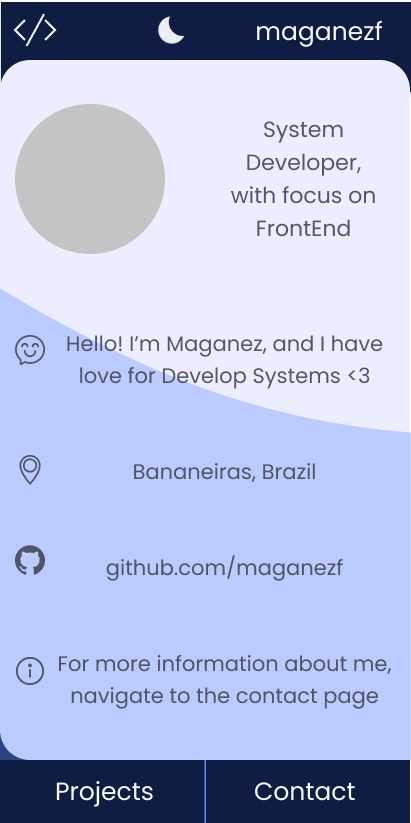 </>
maganezf
System
Developer,
with focus on
FrontEnd
Hello! I’m Maganez, and I have
love for Develop Systems <3
Bananeiras, Brazil
github.com/maganezf
For more information about me,
navigate to the contact page
Projects
Contact